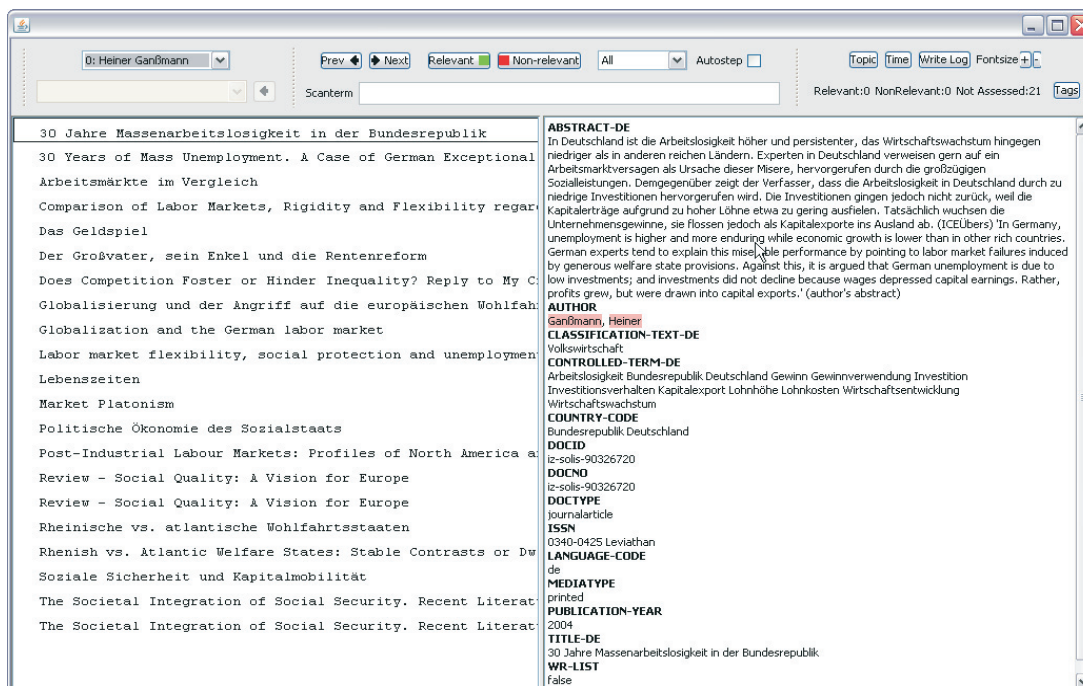 0: Heiner Ganßmann
Prev Next Relevant Non-relevant All Autostep
Topic Time Write Log Fontsize + -
Scanterm
Relevant:0 NonRelevant:0 Not Assessed:21 Tags
30 Jahre Massenarbeitslosigkeit in der Bundesrepublik
30 Years of Mass Unemployment. A Case of German Exceptional
Arbeitsmärkte im Vergleich
Comparison of Labor Markets, Rigidity and Flexibility regar
Das Geldspiel
Der Großvater, sein Enkel und die Rentenreform
Does Competition Foster or Hinder Inequality? Reply to My C
Globalisierung und der Angriff auf die europäischen Wohlfah
Globalization and the German labor market
Labor market flexibility, social protection and unemploymen
Lebenszeiten
Market Platonism
Politische Ökonomie des Sozialstaats
Post-Industrial Labour Markets: Profiles of North America a
Review - Social Quality: A Vision for Europe
Review - Social Quality: A Vision for Europe
Rheinische vs. atlantische Wohlfahrtsstaaten
Rhenish vs. Atlantic Welfare States: Stable Contrasts or Dw
Soziale Sicherheit und Kapitalmobilität
The Societal Integration of Social Security. Recent Literat
The Societal Integration of Social Security. Recent Literat
ABSTRACT-DE
In Deutschland ist die Arbeitslosigkeit höher und persistenter, das Wirtschaftswachstum hingegen
niedriger als in anderen reichen Ländern. Experten in Deutschland verweisen gern auf ein
Arbeitsmarktversagen als Ursache dieser Misere, hervorgerufen durch die großzügigen
Sozialleistungen. Demgegenüber zeigt der Verfasser, dass die Arbeitslosigkeit in Deutschland durch zu
niedrige Investitionen hervorgerufen wird. Die Investitionen gingen jedoch nicht zurück, weil die
Kapitalerträge aufgrund zu hoher Löhne etwa zu gering ausfielen. Tatsächlich wuchsen die
Unternehmensgewinne, sie flossen jedoch als Kapitalexporte ins Ausland ab. (ICEÜbers) 'In Germany,
unemployment is higher and more enduring while economic growth is lower than in other rich countries.
German experts tend to explain this miserable performance by pointing to labor market failures induced
by generous welfare state provisions. Against this, it is argued that German unemployment is due to
low investments; and investments did not decline because wages depressed capital earnings. Rather,
profits grew, but were drawn into capital exports.' (author's abstract)
AUTHOR
Ganßmann, Heiner
CLASSIFICATION-TEXT-DE
Volkswirtschaft
CONTROLLED-TERM-DE
Arbeitslosigkeit Bundesrepublik Deutschland Gewinn Gewinnverwendung Investition
Investitionsverhalten Kapitalexport Lohnhöhe Lohnkosten Wirtschaftsentwicklung
Wirtschaftswachstum
COUNTRY-CODE
Bundesrepublik Deutschland
DOCID
iz-solis-90326720
DOCNO
iz-solis-90326720
DOCTYPE
journalarticle
ISSN
0340-0425 Leviathan
LANGUAGE-CODE
de
MEDIATYPE
printed
PUBLICATION-YEAR
2004
TITLE-DE
30 Jahre Massenarbeitslosigkeit in der Bundesrepublik
WR-LIST
false